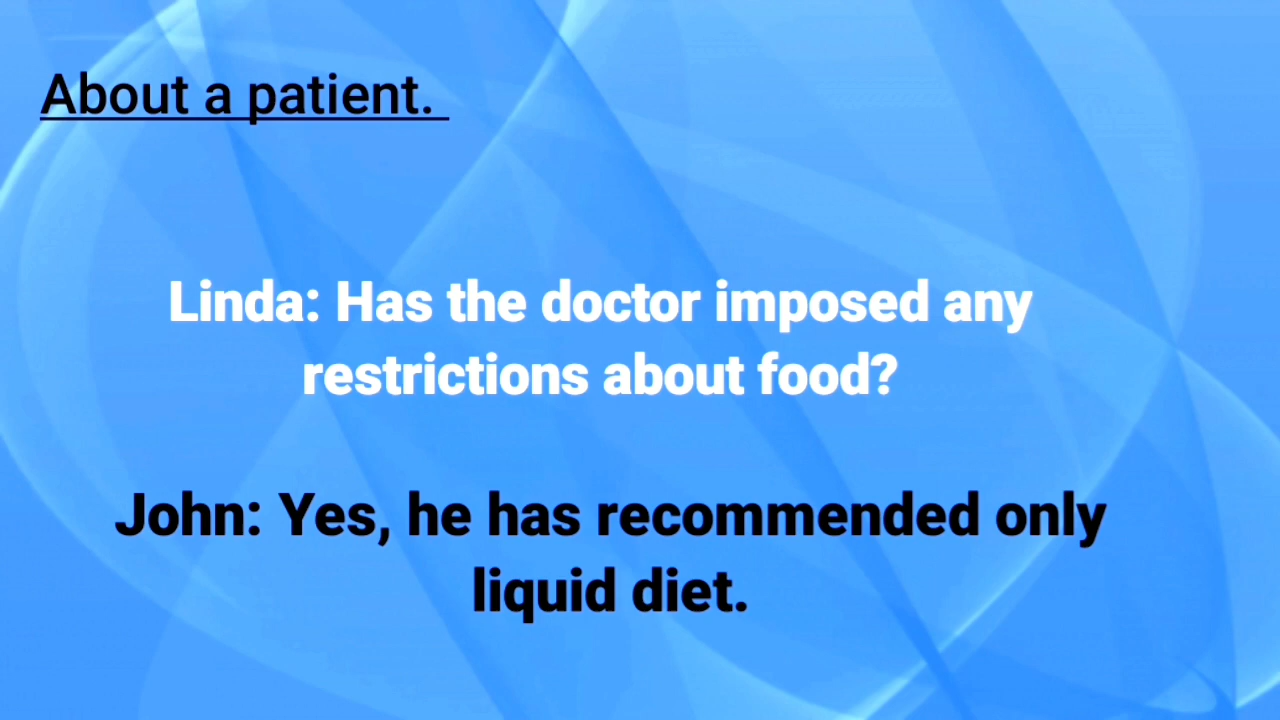 About a patient.
Linda: Has the doctor imposed any
restrictions about food?
John: Yes, he has recommended only
liquid diet.